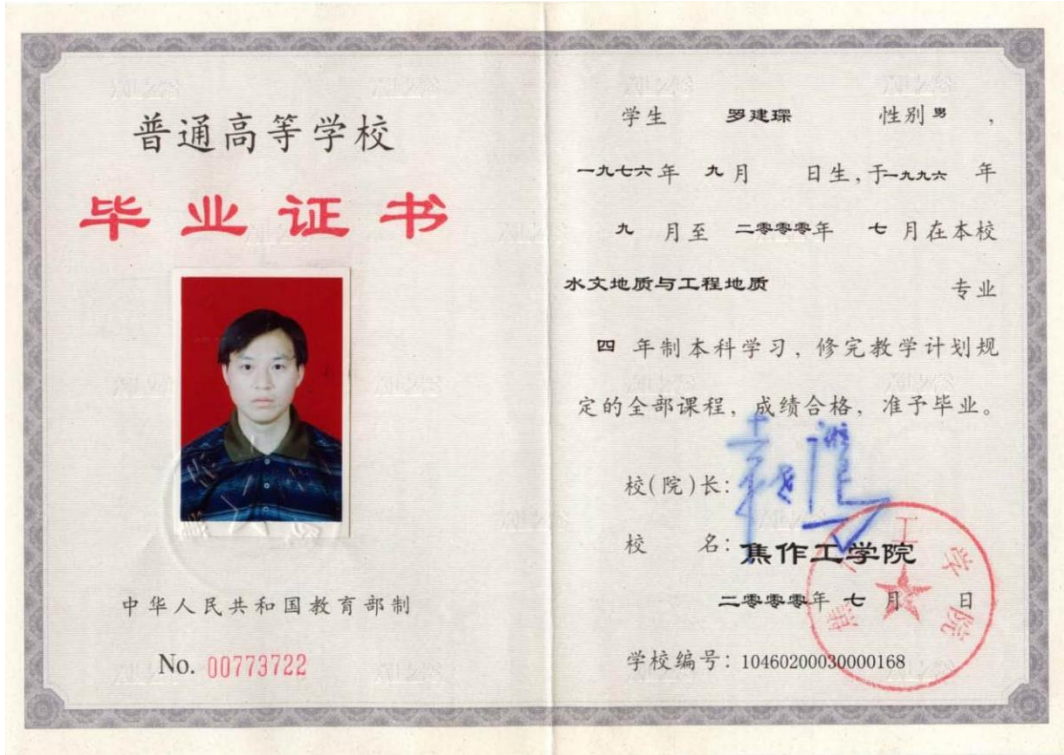 普通高等学校
毕业证书
中华人民共和国教育部制
No. 00773722
学生 罗建琛 性别 男 ,
一九七六年 九月 日生,于一九九六 年
九 月至 二零零零年 七 月在本校
水文地质与工程地质 专业
四 年制本科学习，修完教学计划规
定的全部课程，成绩合格，准予毕业。
校(院)长:
校 名: 焦作工学院
二零零零年 七 月 日
学校编号: 10460200030000168
焦作工学院